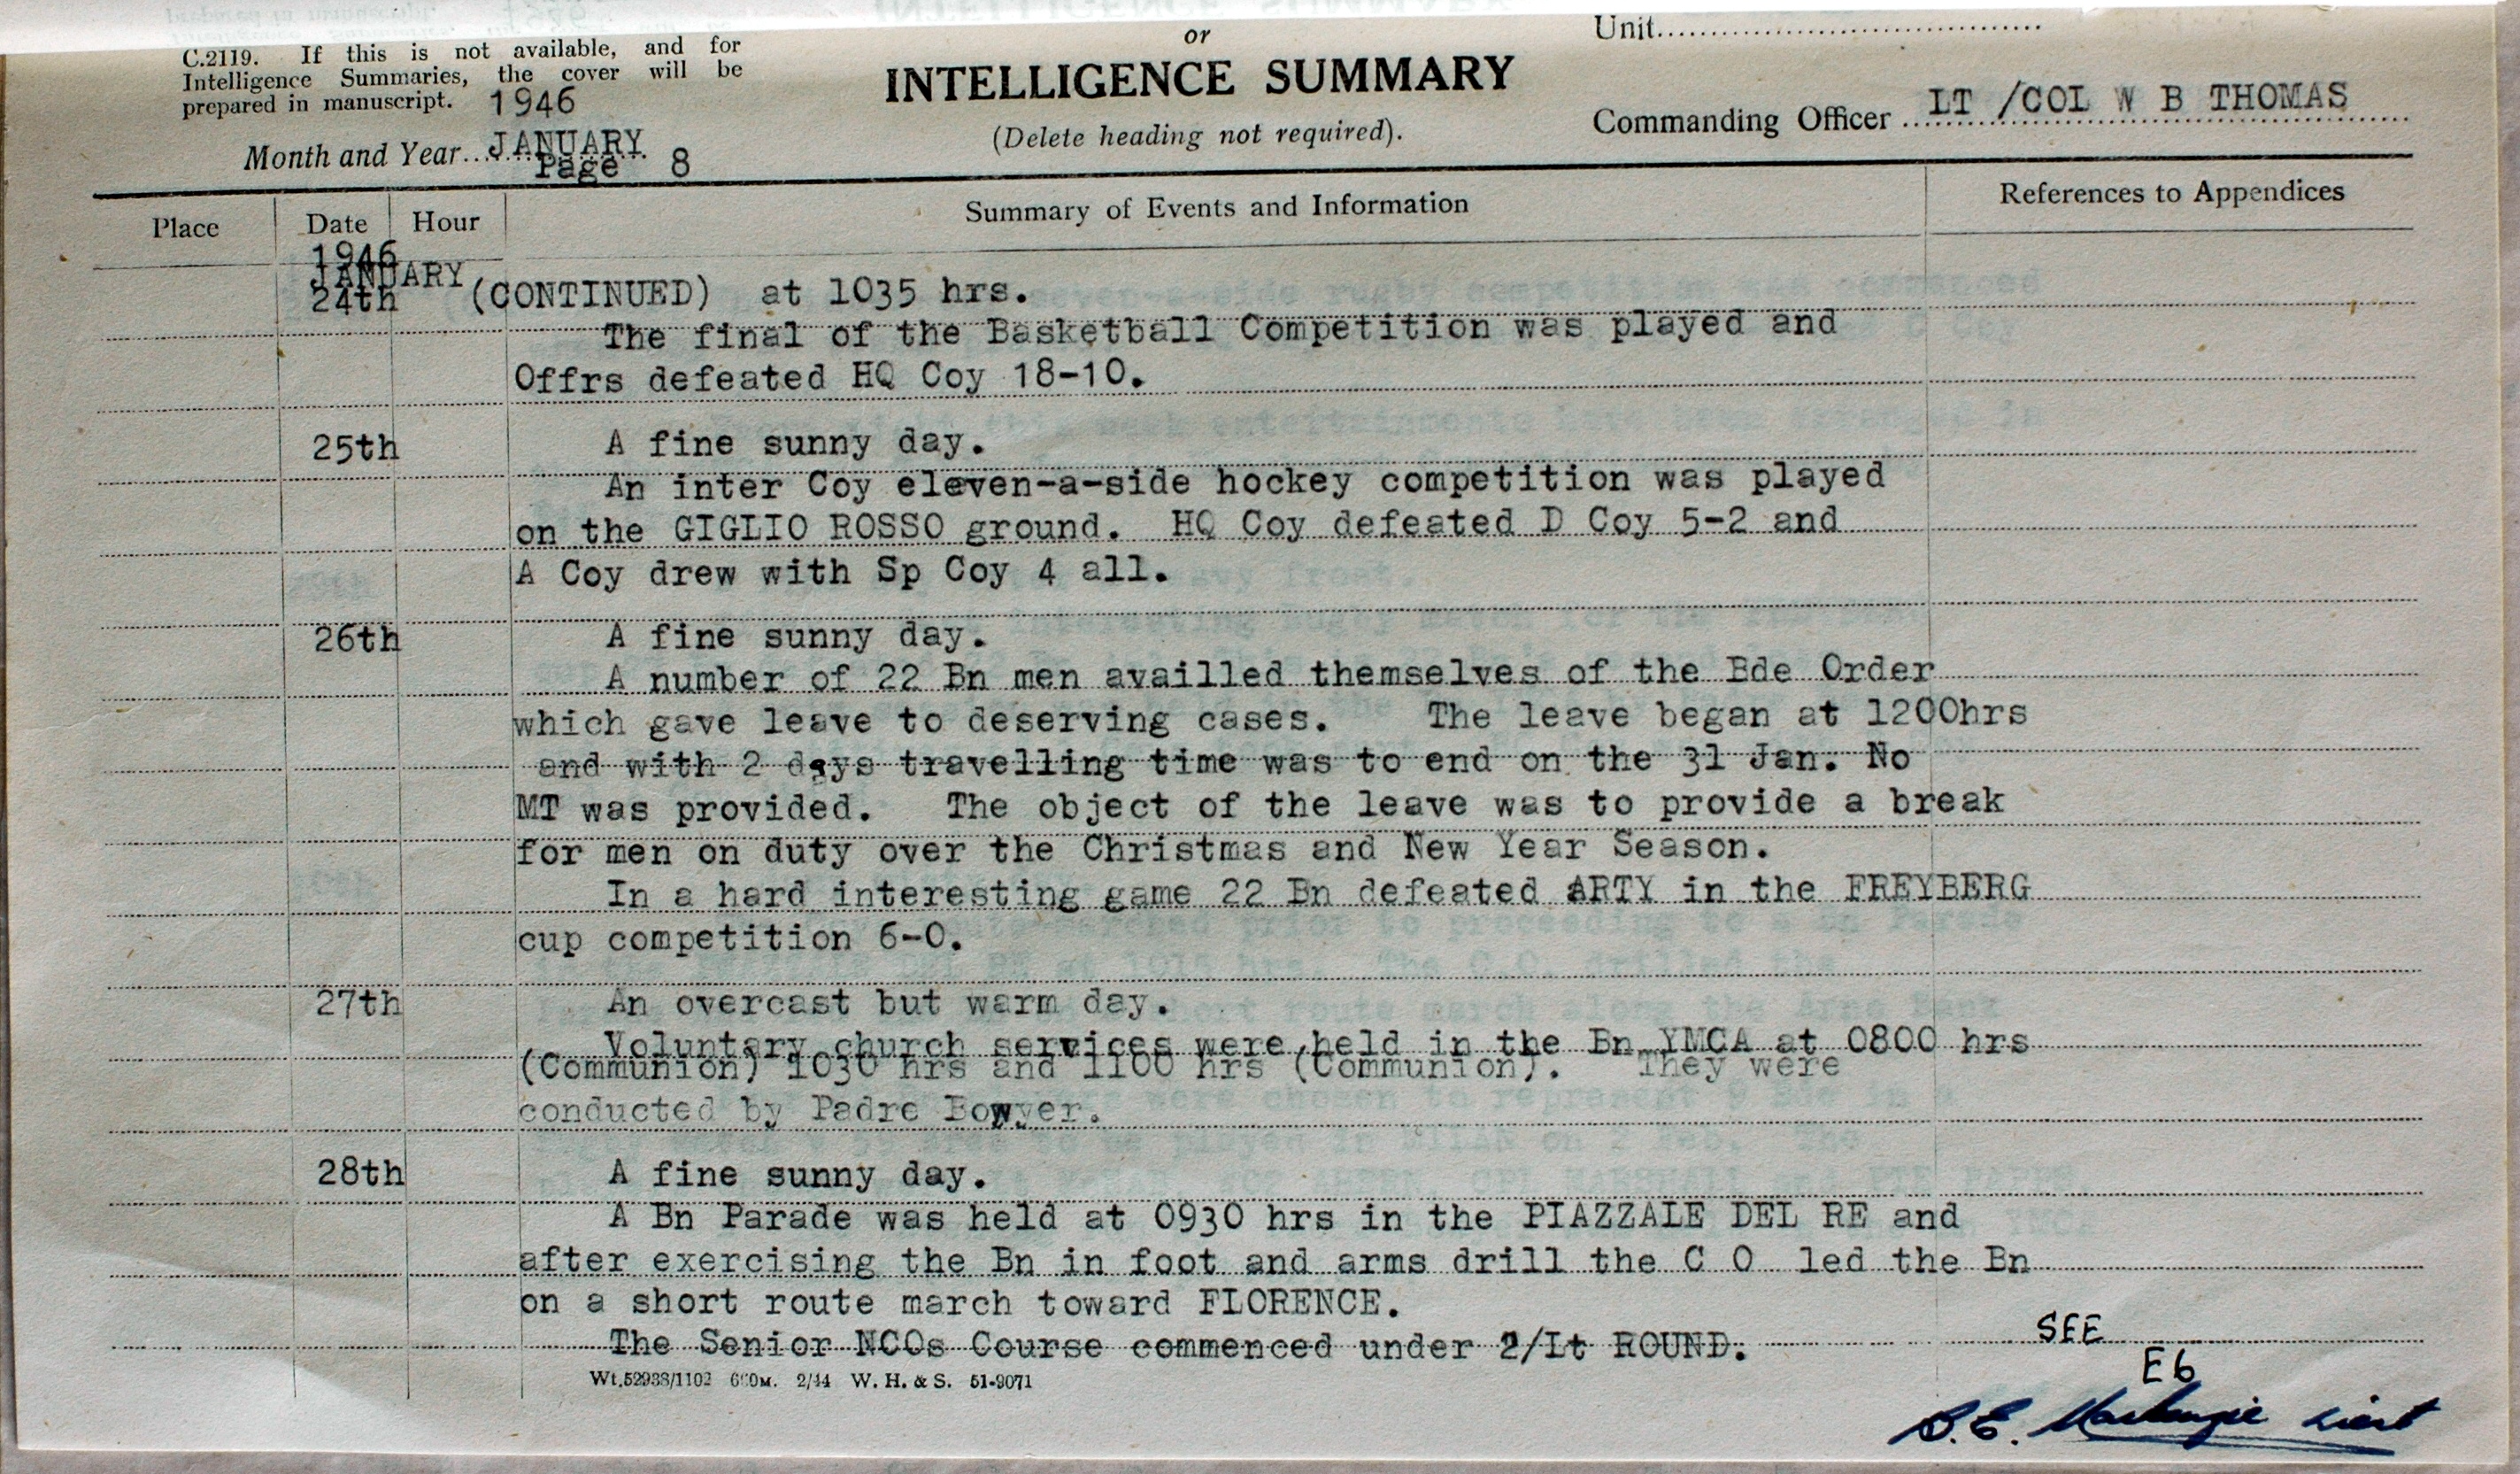 C.2119. If this is not available, and for
Intelligence Summaries, the cover will be
prepared in manuscript. 1946
Month and Year...JANUARY
Page 8
or
INTELLIGENCE SUMMARY
(Delete heading not required).
Unit
Commanding Officer LT /COL W B THOMAS
Place Date Hour Summary of Events and Information References to Appendices
1946
JANUARY
24th (CONTINUED) at 1035 hrs.
The final of the Basketball Competition was played and
Offrs defeated HQ Coy 18-10.
25th A fine sunny day.
An inter Coy eleven-a-side hockey competition was played
on the GIGLIO ROSSO ground. HQ Coy defeated D Coy 5-2 and
A Coy drew with Sp Coy 4 all.
26th A fine sunny day.
A number of 22 Bn men availled themselves of the Bde Order
which gave leave to deserving cases. The leave began at 1200hrs
and with 2 days travelling time was to end on the 31 Jan. No
MT was provided. The object of the leave was to provide a break
for men on duty over the Christmas and New Year Season.
In a hard interesting game 22 Bn defeated ARTY in the FREYBERG
cup competition 6-0.
27th An overcast but warm day.
Voluntary church services were held in the Bn YMCA at 0800 hrs
(Communion) 1030 hrs and 1100 hrs (Communion). They were
conducted by Padre Bowyer.
28th A fine sunny day.
A Bn Parade was held at 0930 hrs in the PIAZZALE DEL RE and
after exercising the Bn in foot and arms drill the C O led the Bn
on a short route march toward FLORENCE.
The Senior NCOs Course commenced under 2/Lt ROUND.
SEE
E6
Wt.52938/1102 660M. 2/44 W. H. & S. 51-9071